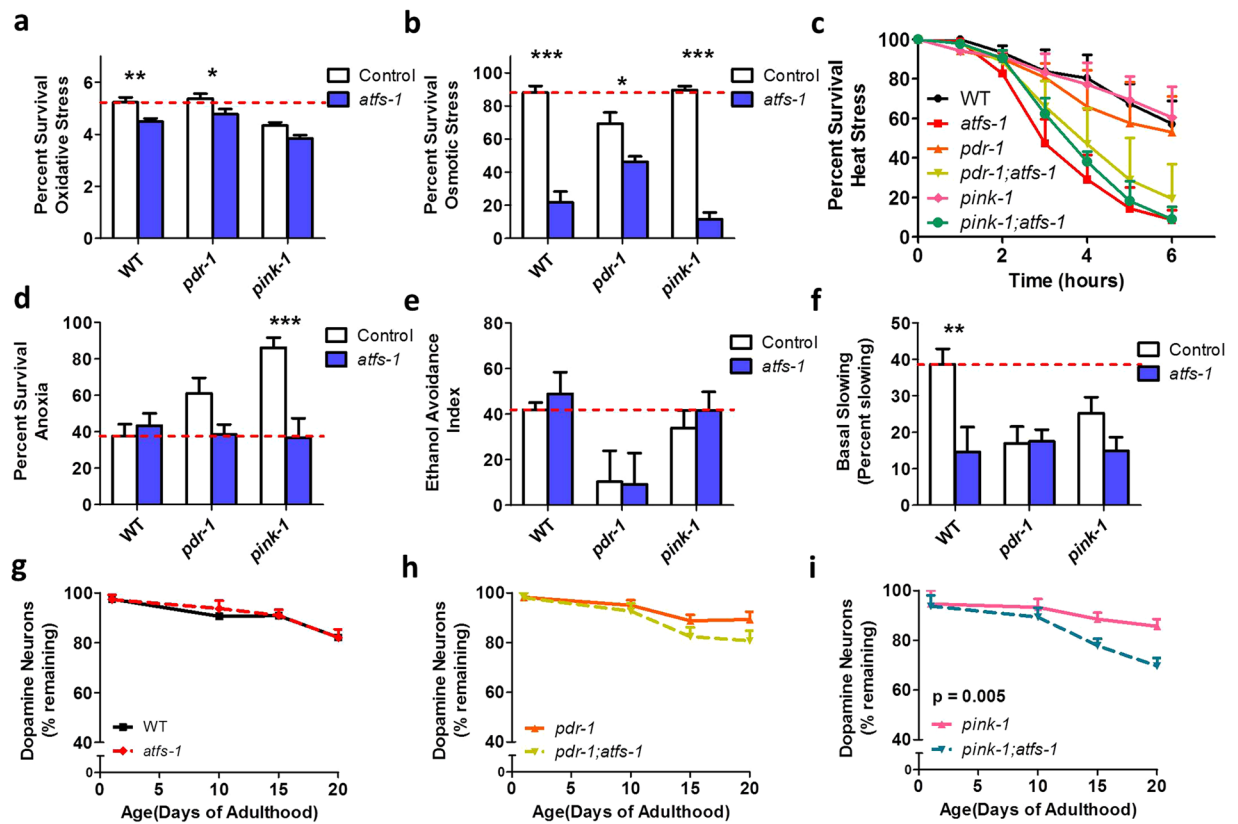 a
Percent Survival
Oxidative Stress
6
4
2
0
**
*
Control
atfs-1
WT
pdr-1
pink-1
b
Percent Survival
Osmotic Stress
100
80
60
40
20
0
***
*
***
Control
atfs-1
WT
pdr-1
pink-1
c
Percent Survival
Heat Stress
100
80
60
40
20
0
WT
atfs-1
pdr-1
pdr-1;atfs-1
pink-1
pink-1;atfs-1
0 2 4 6
Time (hours)
d
Percent Survival
Anoxia
100
80
60
40
20
0
***
Control
atfs-1
WT
pdr-1
pink-1
e
Ethanol Avoidance
Index
80
60
40
20
0
Control
atfs-1
WT
pdr-1
pink-1
f
Basal Slowing
(Percent slowing)
50
40
30
20
10
0
**
Control
atfs-1
WT
pdr-1
pink-1
g
Dopamine Neurons
(% remaining)
100
80
60
40
0
WT
atfs-1
0 5 10 15 20
Age(Days of Adulthood)
h
Dopamine Neurons
(% remaining)
100
80
60
40
0
pdr-1
pdr-1;atfs-1
0 5 10 15 20
Age(Days of Adulthood)
i
Dopamine Neurons
(% remaining)
100
80
60
40
0
p = 0.005
pink-1
pink-1;atfs-1
0 5 10 15 20
Age(Days of Adulthood)